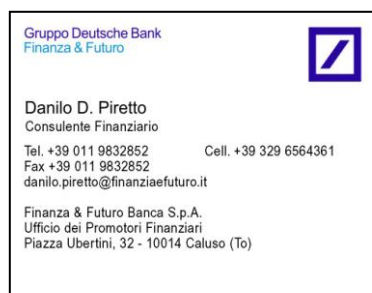 Gruppo Deutsche Bank
Finanza & Futuro
Danilo D. Piretto
Consulente Finanziario
Tel. +39 011 9832852 Cell. +39 329 6564361
Fax +39 011 9832852
danilo.piretto@finanziaefuturo.it
Finanza & Futuro Banca S.p.A.
Ufficio dei Promotori Finanziari
Piazza Ubertini, 32 - 10014 Caluso (To)